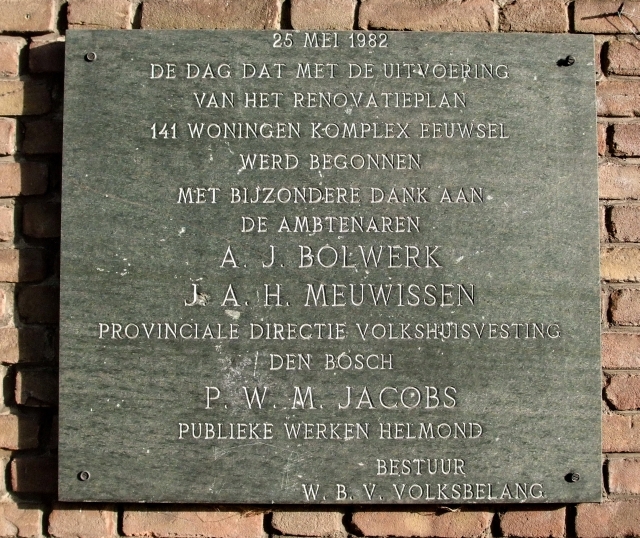 25 MEI 1982
DE DAG DAT MET DE UITVOERING
VAN HET RENOVATIEPLAN
141 WONINGEN KOMPLEX EEUWSEL
WERD BEGONNEN
MET BIJZONDERE DANK AAN
DE AMBTENAREN
A. J. BOLWERK
J. A. H. MEUWISSEN
PROVINCIALE DIRECTIE VOLKSHUISVESTING
DEN BOSCH
P. W. M. JACOBS
PUBLIEKE WERKEN HELMOND
BESTUUR
W. B. V. VOLKSBELANG